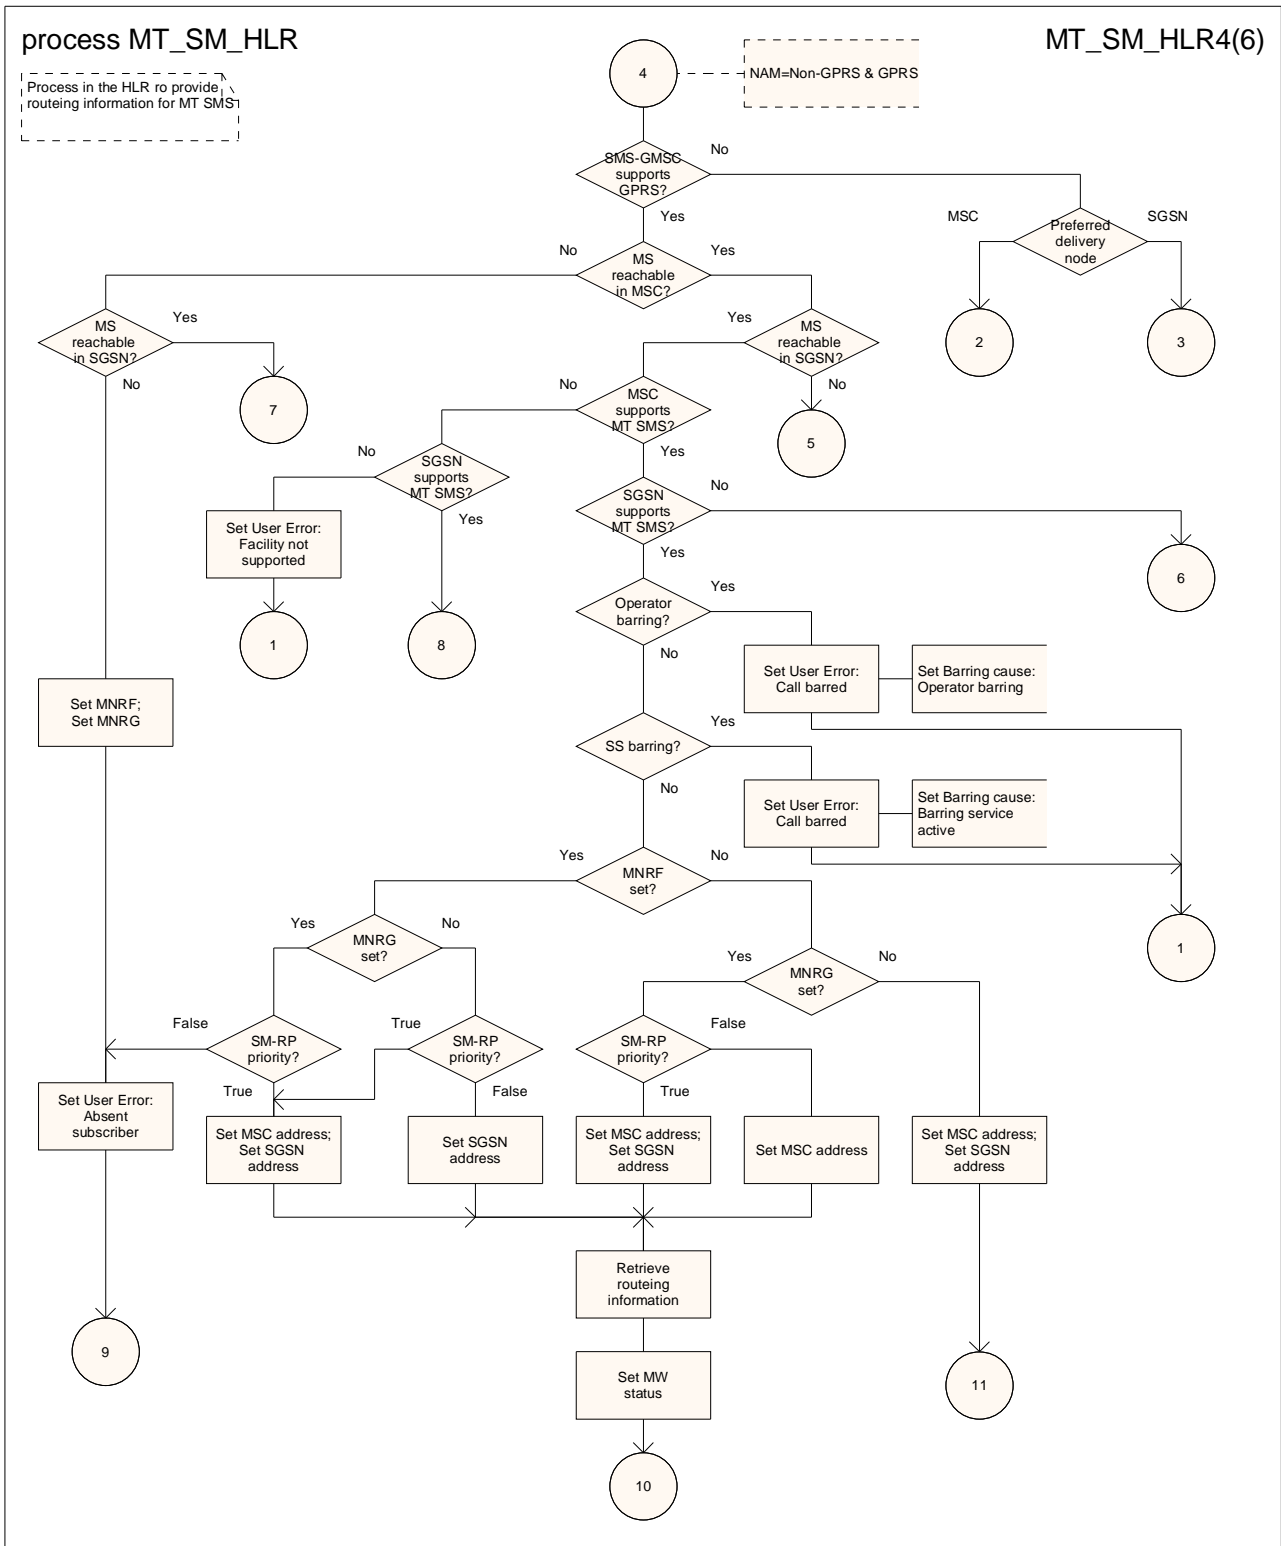 process MT_SM_HLR
MT_SM_HLR4(6)
Process in the HLR ro provide
routeing information for MT SMS
4
NAM=Non-GPRS & GPRS
SMS-GMSC
supports
GPRS?
No
Yes
MSC
SGSN
Preferred
delivery
node
No
Yes
MS
reachable
in MSC?
2
3
MS
reachable
in SGSN?
Yes
No
Yes
MS
reachable
in SGSN?
No
7
5
No
MSC
supports
MT SMS?
Yes
No
SGSN
supports
MT SMS?
Yes
SGSN
supports
MT SMS?
No
Yes
Set User Error:
Facility not
supported
6
1
8
Operator
barring?
Yes
No
Set User Error:
Call barred
Set Barring cause:
Operator barring
Set MNRF;
Set MNRG
SS barring?
Yes
No
Set User Error:
Call barred
Set Barring cause:
Barring service
active
Yes
MNRF
set?
No
Yes
MNRG
set?
No
Yes
MNRG
set?
No
1
False
SM-RP
priority?
True
True
SM-RP
priority?
False
SM-RP
priority?
False
True
Set User Error:
Absent
subscriber
Set MSC address;
Set SGSN
address
Set SGSN
address
Set MSC address;
Set SGSN
address
Set MSC address
Set MSC address;
Set SGSN
address
Retrieve
routeing
information
9
Set MW
status
11
10